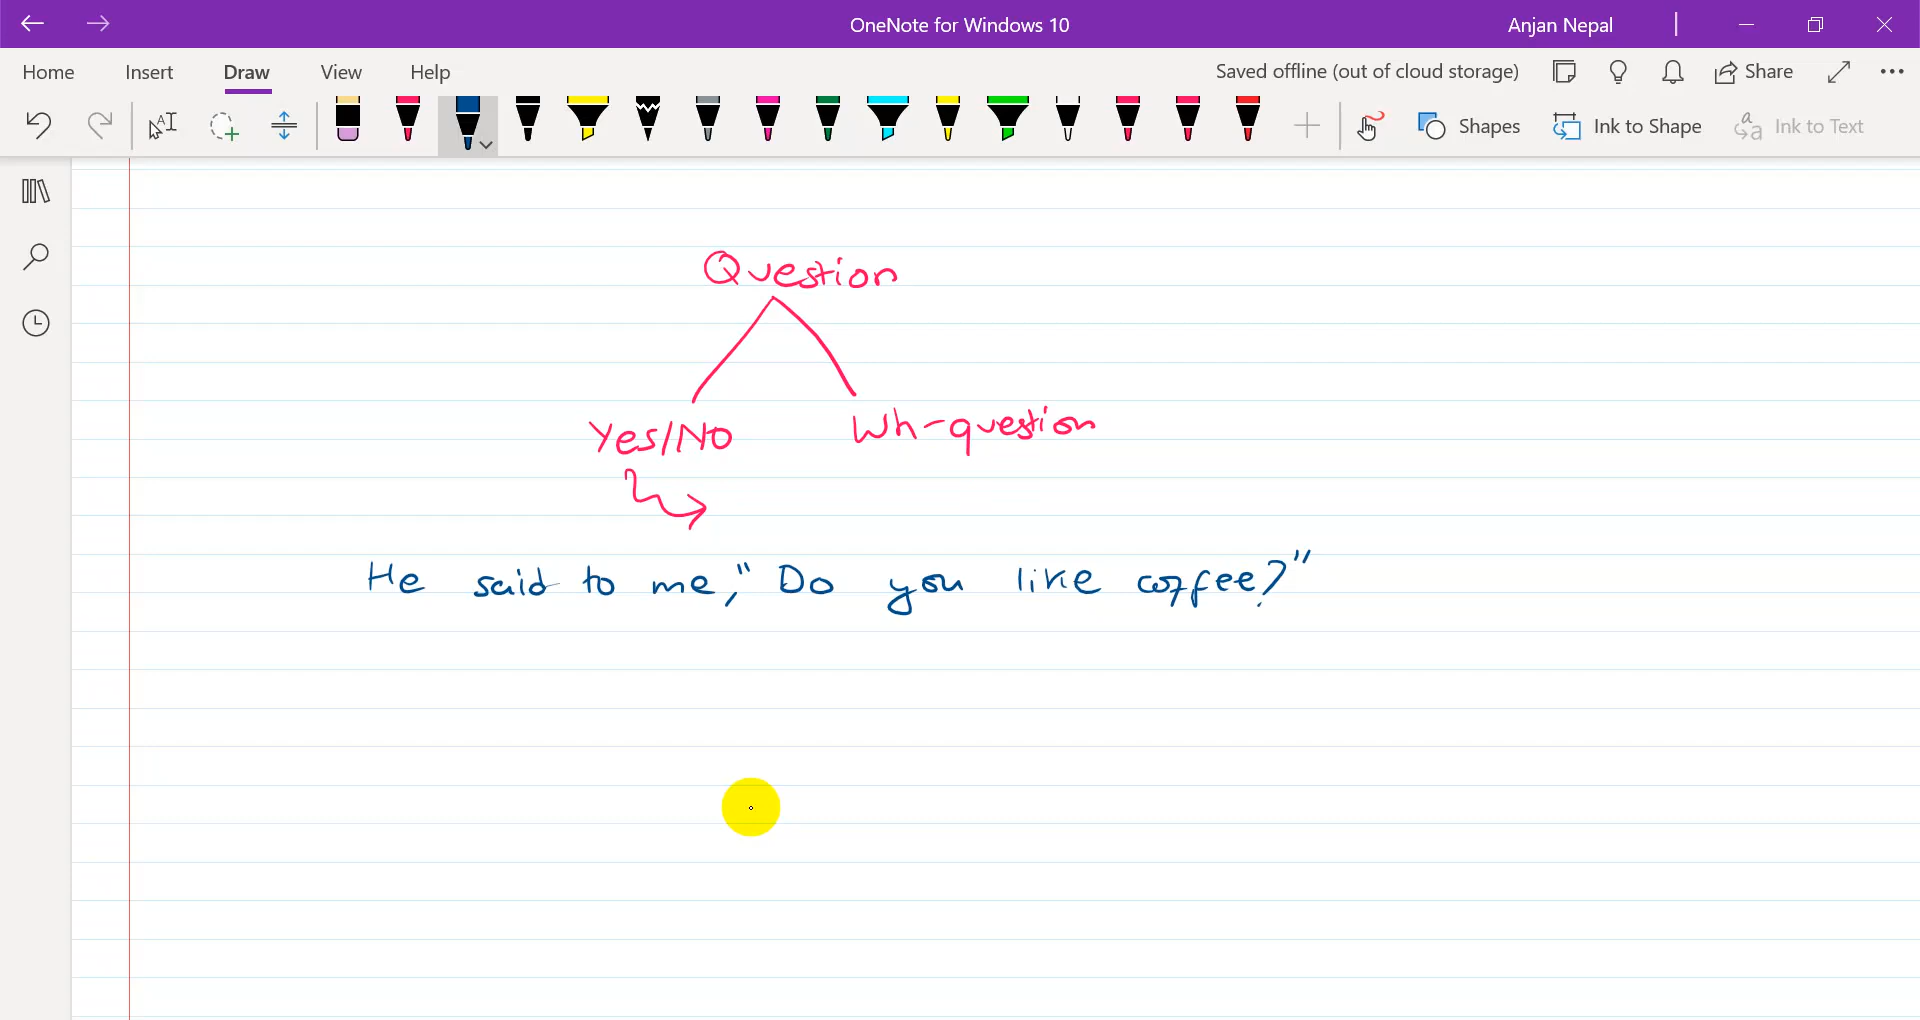 OneNote for Windows 10
Anjan Nepal
Home Insert Draw View Help
Saved offline (out of cloud storage)
Share
Shapes
Ink to Shape
Ink to Text
Question
Yes/No
Wh-question
He said to me, "Do you like coffee?"